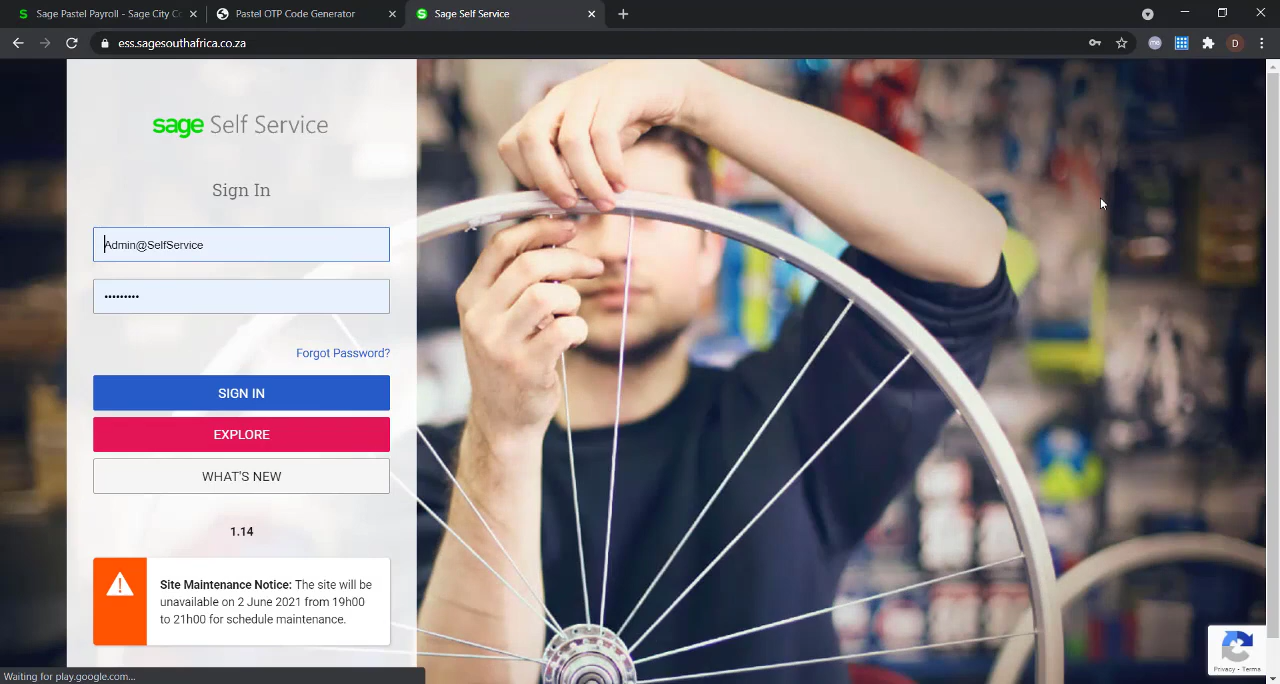 Sage Pastel Payroll - Sage City Co
Pastel OTP Code Generator
Sage Self Service
ess.sagesouthafrica.co.za
D
sage Self Service
Sign In
Admin@SelfService
•••••••••
Forgot Password?
SIGN IN
EXPLORE
WHAT'S NEW
1.14
Site Maintenance Notice: The site will be
unavailable on 2 June 2021 from 19h00
to 21h00 for schedule maintenance.
Privacy - Terms
Waiting for play.google.com...